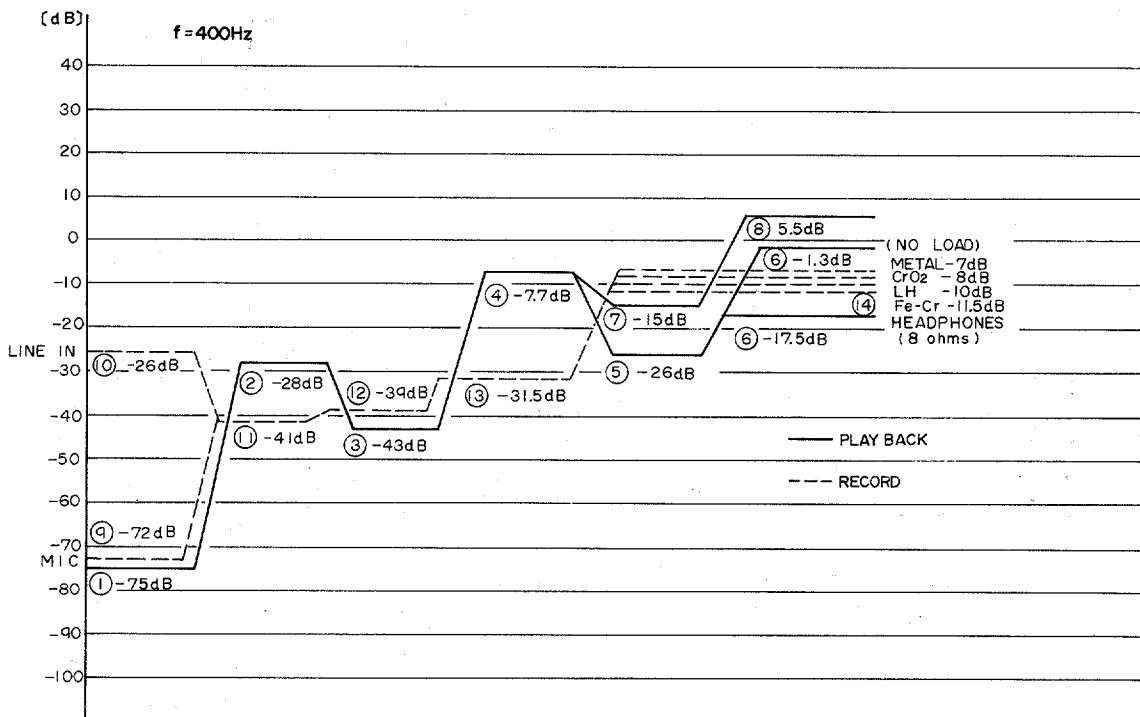 [dB]
f=400Hz
40
30
20
10
0
-10
-20
LINE IN
-30
-40
-50
-60
-70
MIC
-80
-90
-100
⑩ -26dB
② -28dB
⑪ -41dB
⑫ -39dB
③ -43dB
⑨ -72dB
① -75dB
④ -7.7dB
⑬ -31.5dB
⑦ -15dB
⑤ -26dB
⑧ 5.5dB
⑥ -1.3dB
⑥ -17.5dB
(NO LOAD)
METAL -7dB
CrO2 -8dB
LH -10dB
⑭ Fe-Cr -11.5dB
HEADPHONES
(8 ohms)
PLAY BACK
RECORD